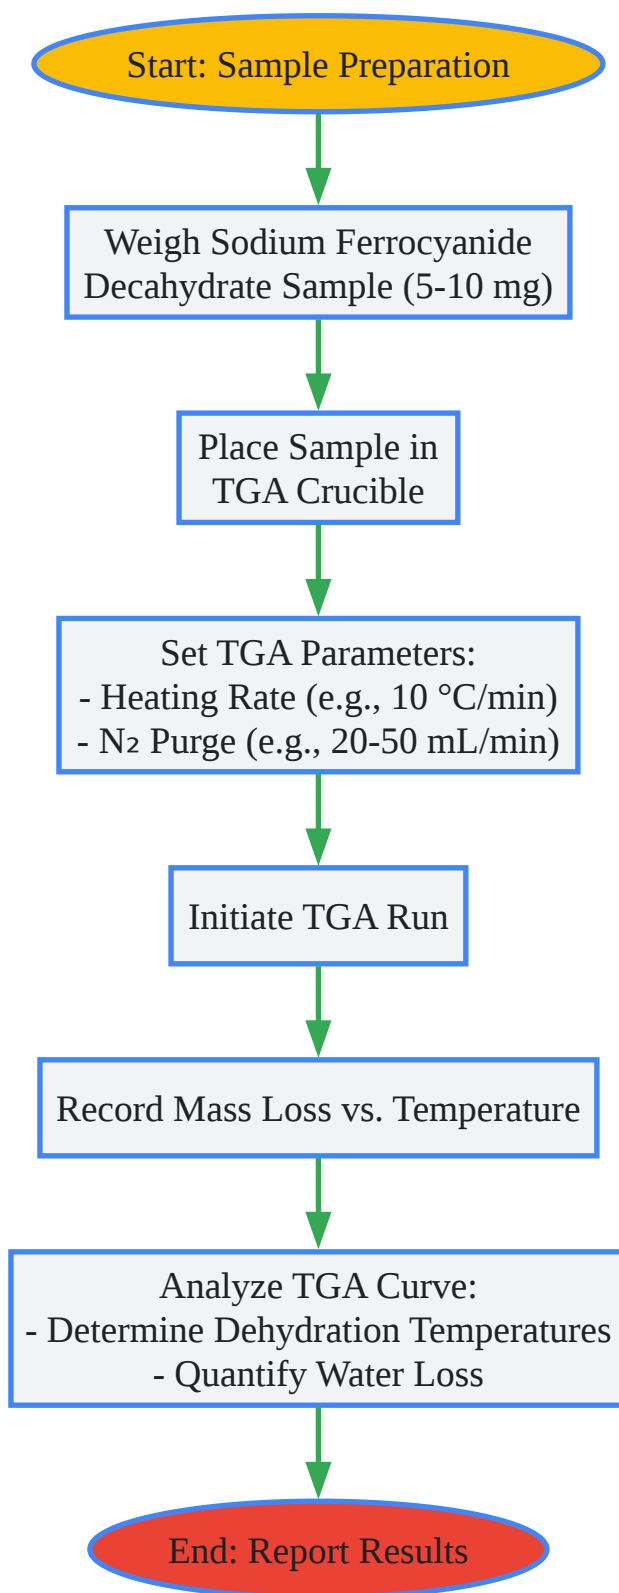 Start: Sample Preparation
Weigh Sodium Ferrocyanide
Decahydrate Sample (5-10 mg)
Place Sample in
TGA Crucible
Set TGA Parameters:
- Heating Rate (e.g., 10 °C/min)
- N₂ Purge (e.g., 20-50 mL/min)
Initiate TGA Run
Record Mass Loss vs. Temperature
Analyze TGA Curve:
- Determine Dehydration Temperatures
- Quantify Water Loss
End: Report Results